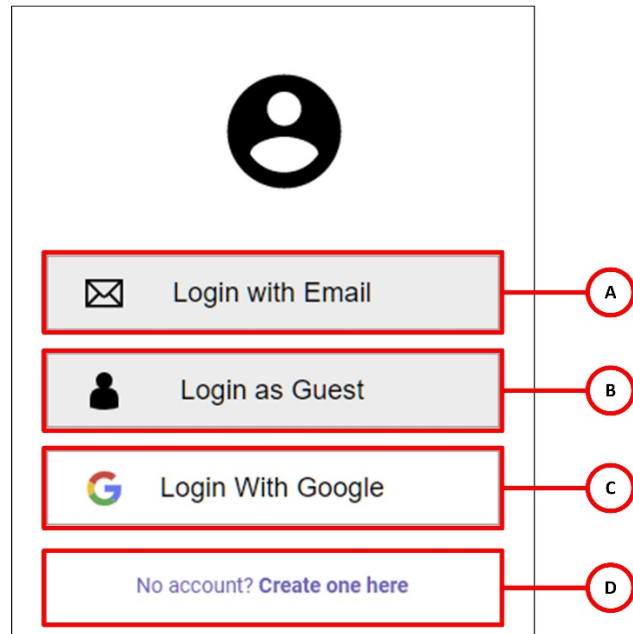 Login with Email
A
Login as Guest
B
Login With Google
C
No account? Create one here
D